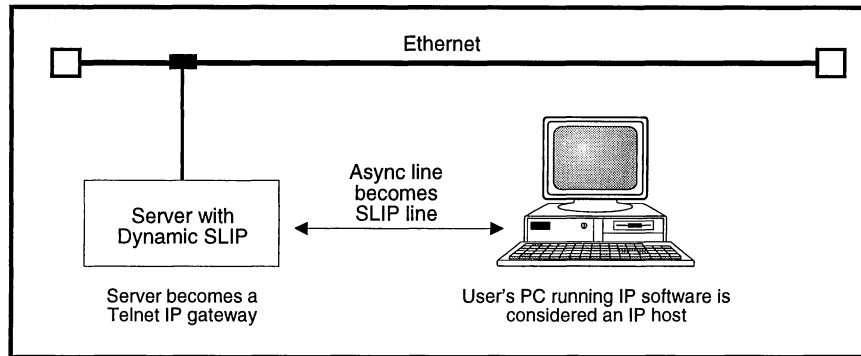 Ethernet
Async line
becomes
SLIP line
Server with
Dynamic SLIP
Server becomes a
Telnet IP gateway
User's PC running IP software is
considered an IP host